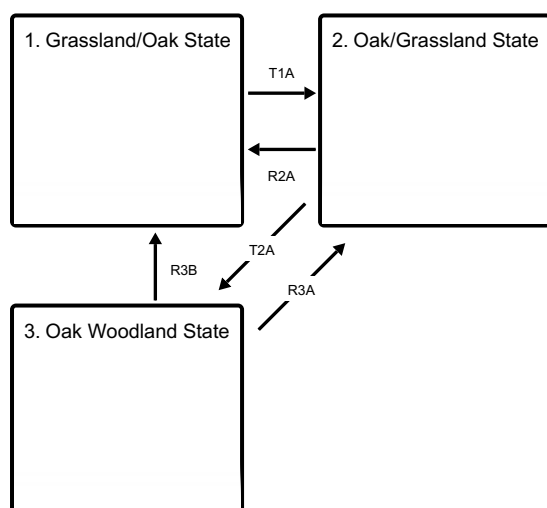 1. Grassland/Oak State
2. Oak/Grassland State
T1A
R2A
T2A
R3B
R3A
3. Oak Woodland State